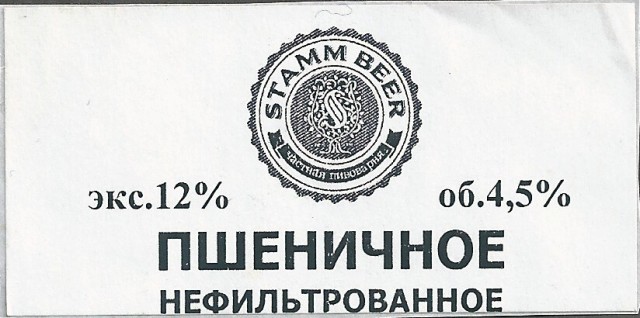 STAMM BEER
частная пивоварня
экс.12% об.4,5%
ПШЕНИЧНОЕ
НЕФИЛЬТРОВАННОЕ